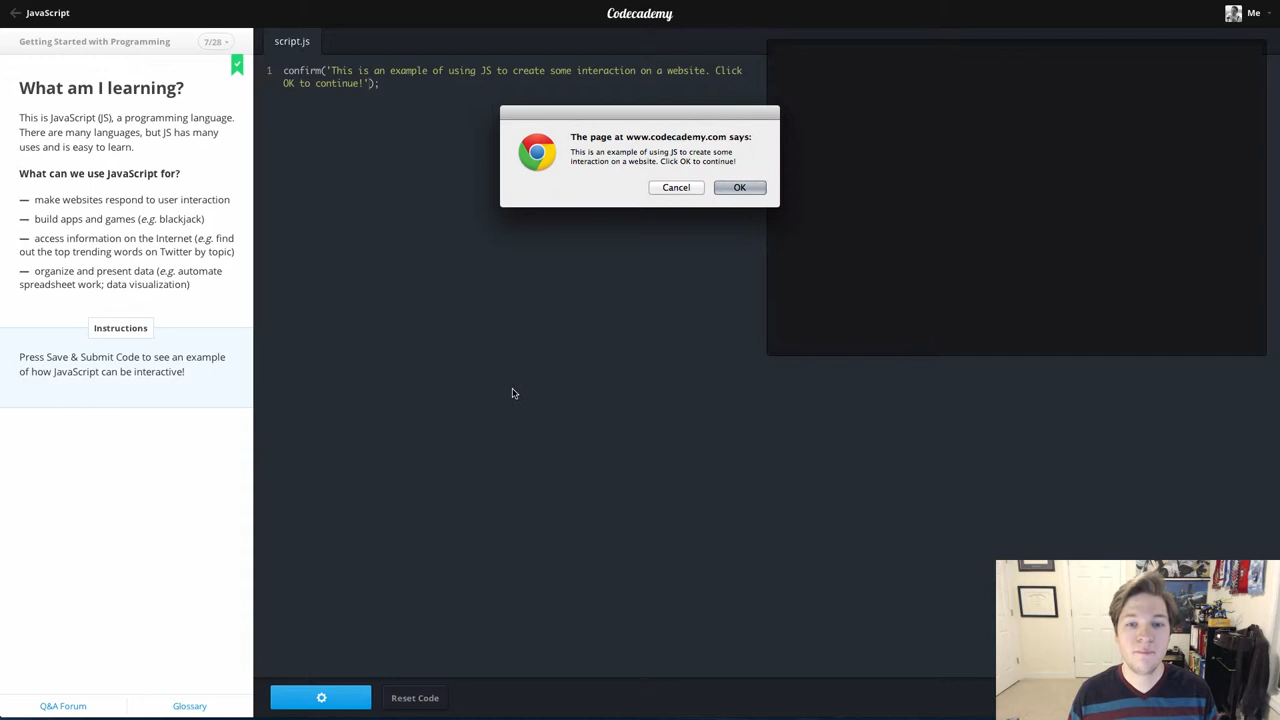 JavaScript
Codecademy
Me
Getting Started with Programming
7/28
script.js
What am I learning?
This is JavaScript (JS), a programming language.
There are many languages, but JS has many
uses and is easy to learn.
What can we use JavaScript for?
— make websites respond to user interaction
— build apps and games (e.g. blackjack)
— access information on the Internet (e.g. find
out the top trending words on Twitter by topic)
— organize and present data (e.g. automate
spreadsheet work; data visualization)
Instructions
Press Save & Submit Code to see an example
of how JavaScript can be interactive!
Q&A Forum
Glossary
1 confirm('This is an example of using JS to create some interaction on a website. Click
OK to continue!');
The page at www.codecademy.com says:
This is an example of using JS to create some
interaction on a website. Click OK to continue!
Cancel
OK
Reset Code